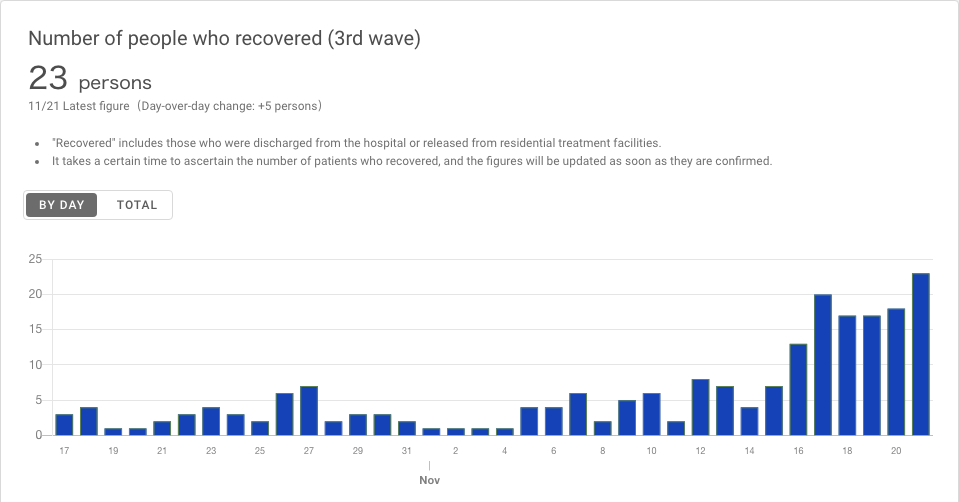 Number of people who recovered (3rd wave)
23 persons
11/21 Latest figure（Day-over-day change: +5 persons）
• "Recovered" includes those who were discharged from the hospital or released from residential treatment facilities.
• It takes a certain time to ascertain the number of patients who recovered, and the figures will be updated as soon as they are confirmed.
BY DAY TOTAL
25
20
15
10
5
0
17 19 21 23 25 27 29 31 2 4 6 8 10 12 14 16 18 20
Nov